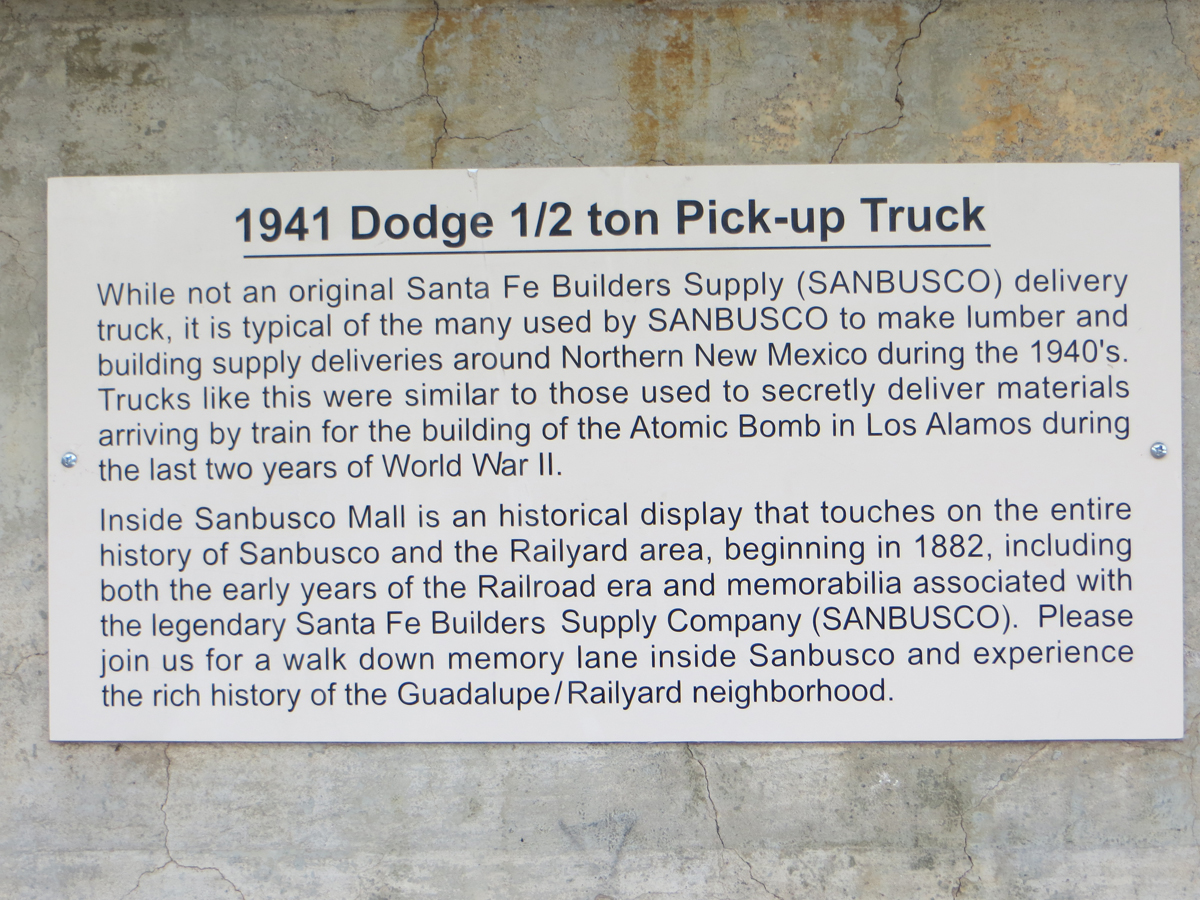 1941 Dodge 1/2 ton Pick-up Truck
While not an original Santa Fe Builders Supply (SANBUSCO) delivery
truck, it is typical of the many used by SANBUSCO to make lumber and
building supply deliveries around Northern New Mexico during the 1940's.
Trucks like this were similar to those used to secretly deliver materials
arriving by train for the building of the Atomic Bomb in Los Alamos during
the last two years of World War II.
Inside Sanbusco Mall is an historical display that touches on the entire
history of Sanbusco and the Railyard area, beginning in 1882, including
both the early years of the Railroad era and memorabilia associated with
the legendary Santa Fe Builders Supply Company (SANBUSCO). Please
join us for a walk down memory lane inside Sanbusco and experience
the rich history of the Guadalupe/Railyard neighborhood.